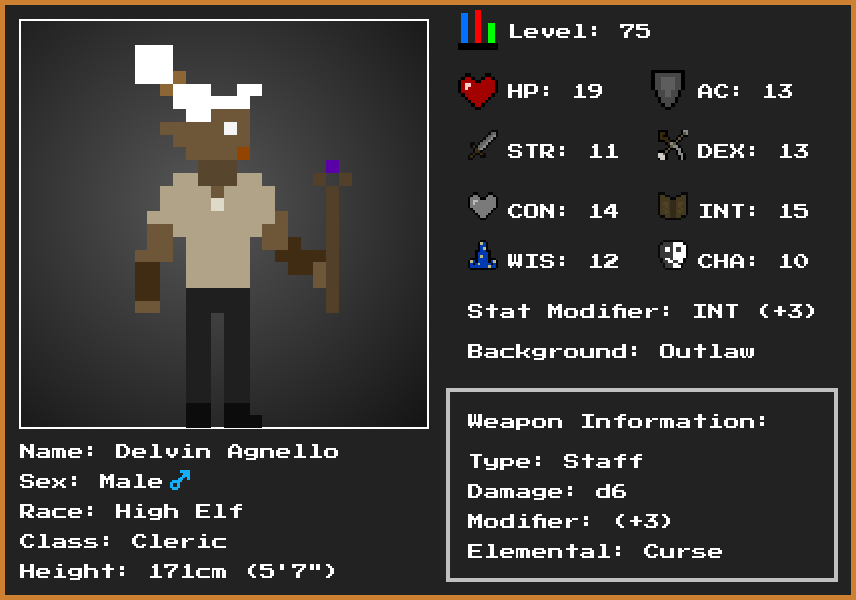 Level: 75
HP: 19
AC: 13
STR: 11
DEX: 13
CON: 14
INT: 15
WIS: 12
CHA: 10
Stat Modifier: INT (+3)
Background: Outlaw
Weapon Information:
Type: Staff
Damage: d6
Modifier: (+3)
Elemental: Curse
Name: Delvin Agnello
Sex: Male♂
Race: High Elf
Class: Cleric
Height: 171cm (5'7")